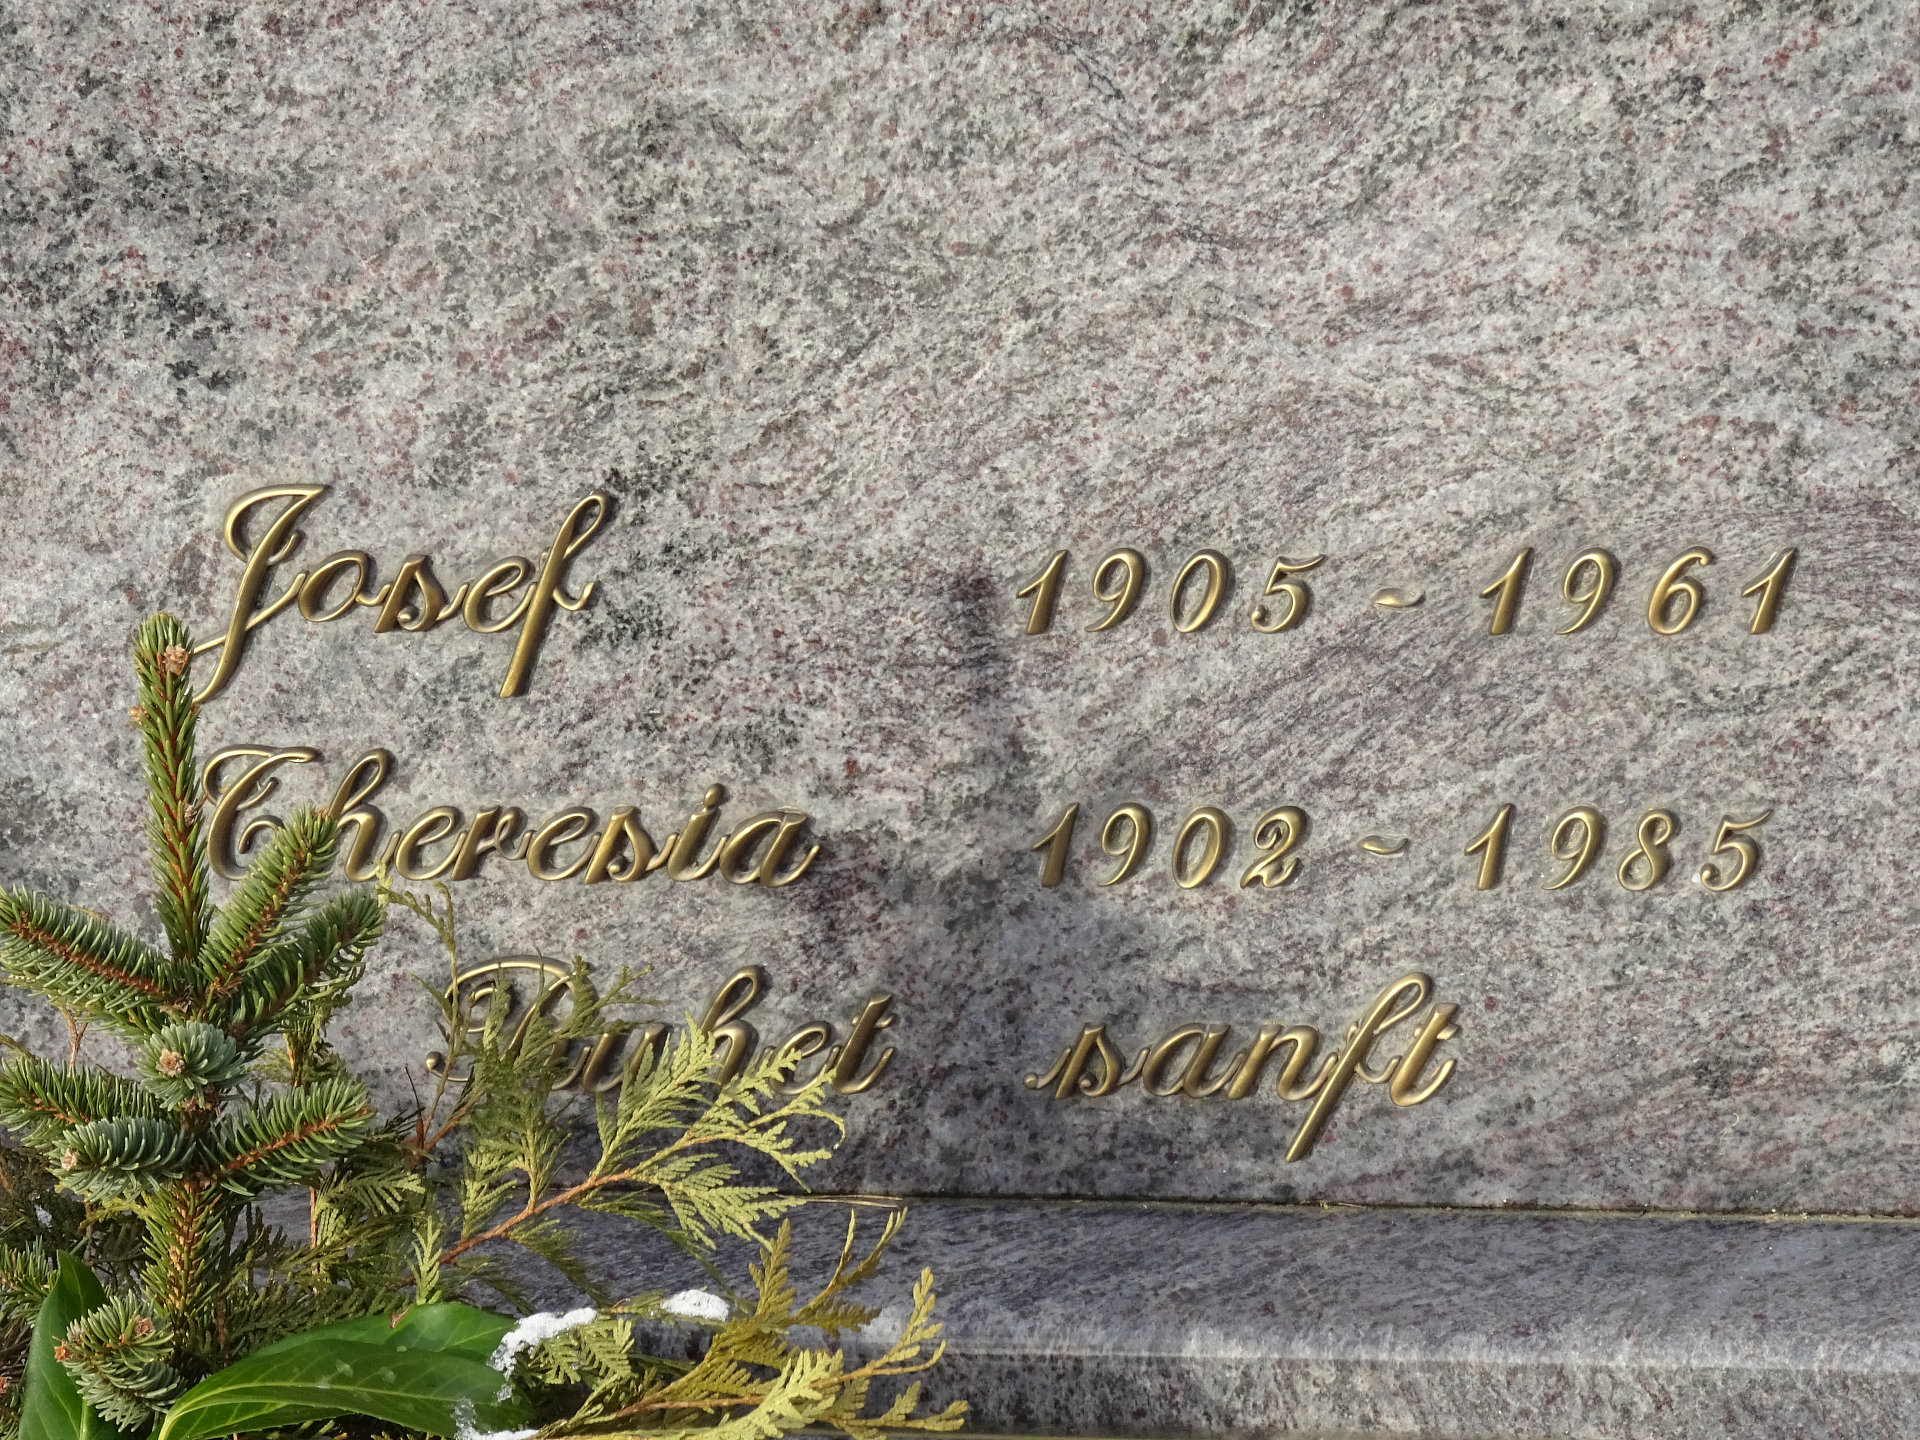 Josef 1905 - 1961
Theresia 1902 - 1985
Ruhet sanft